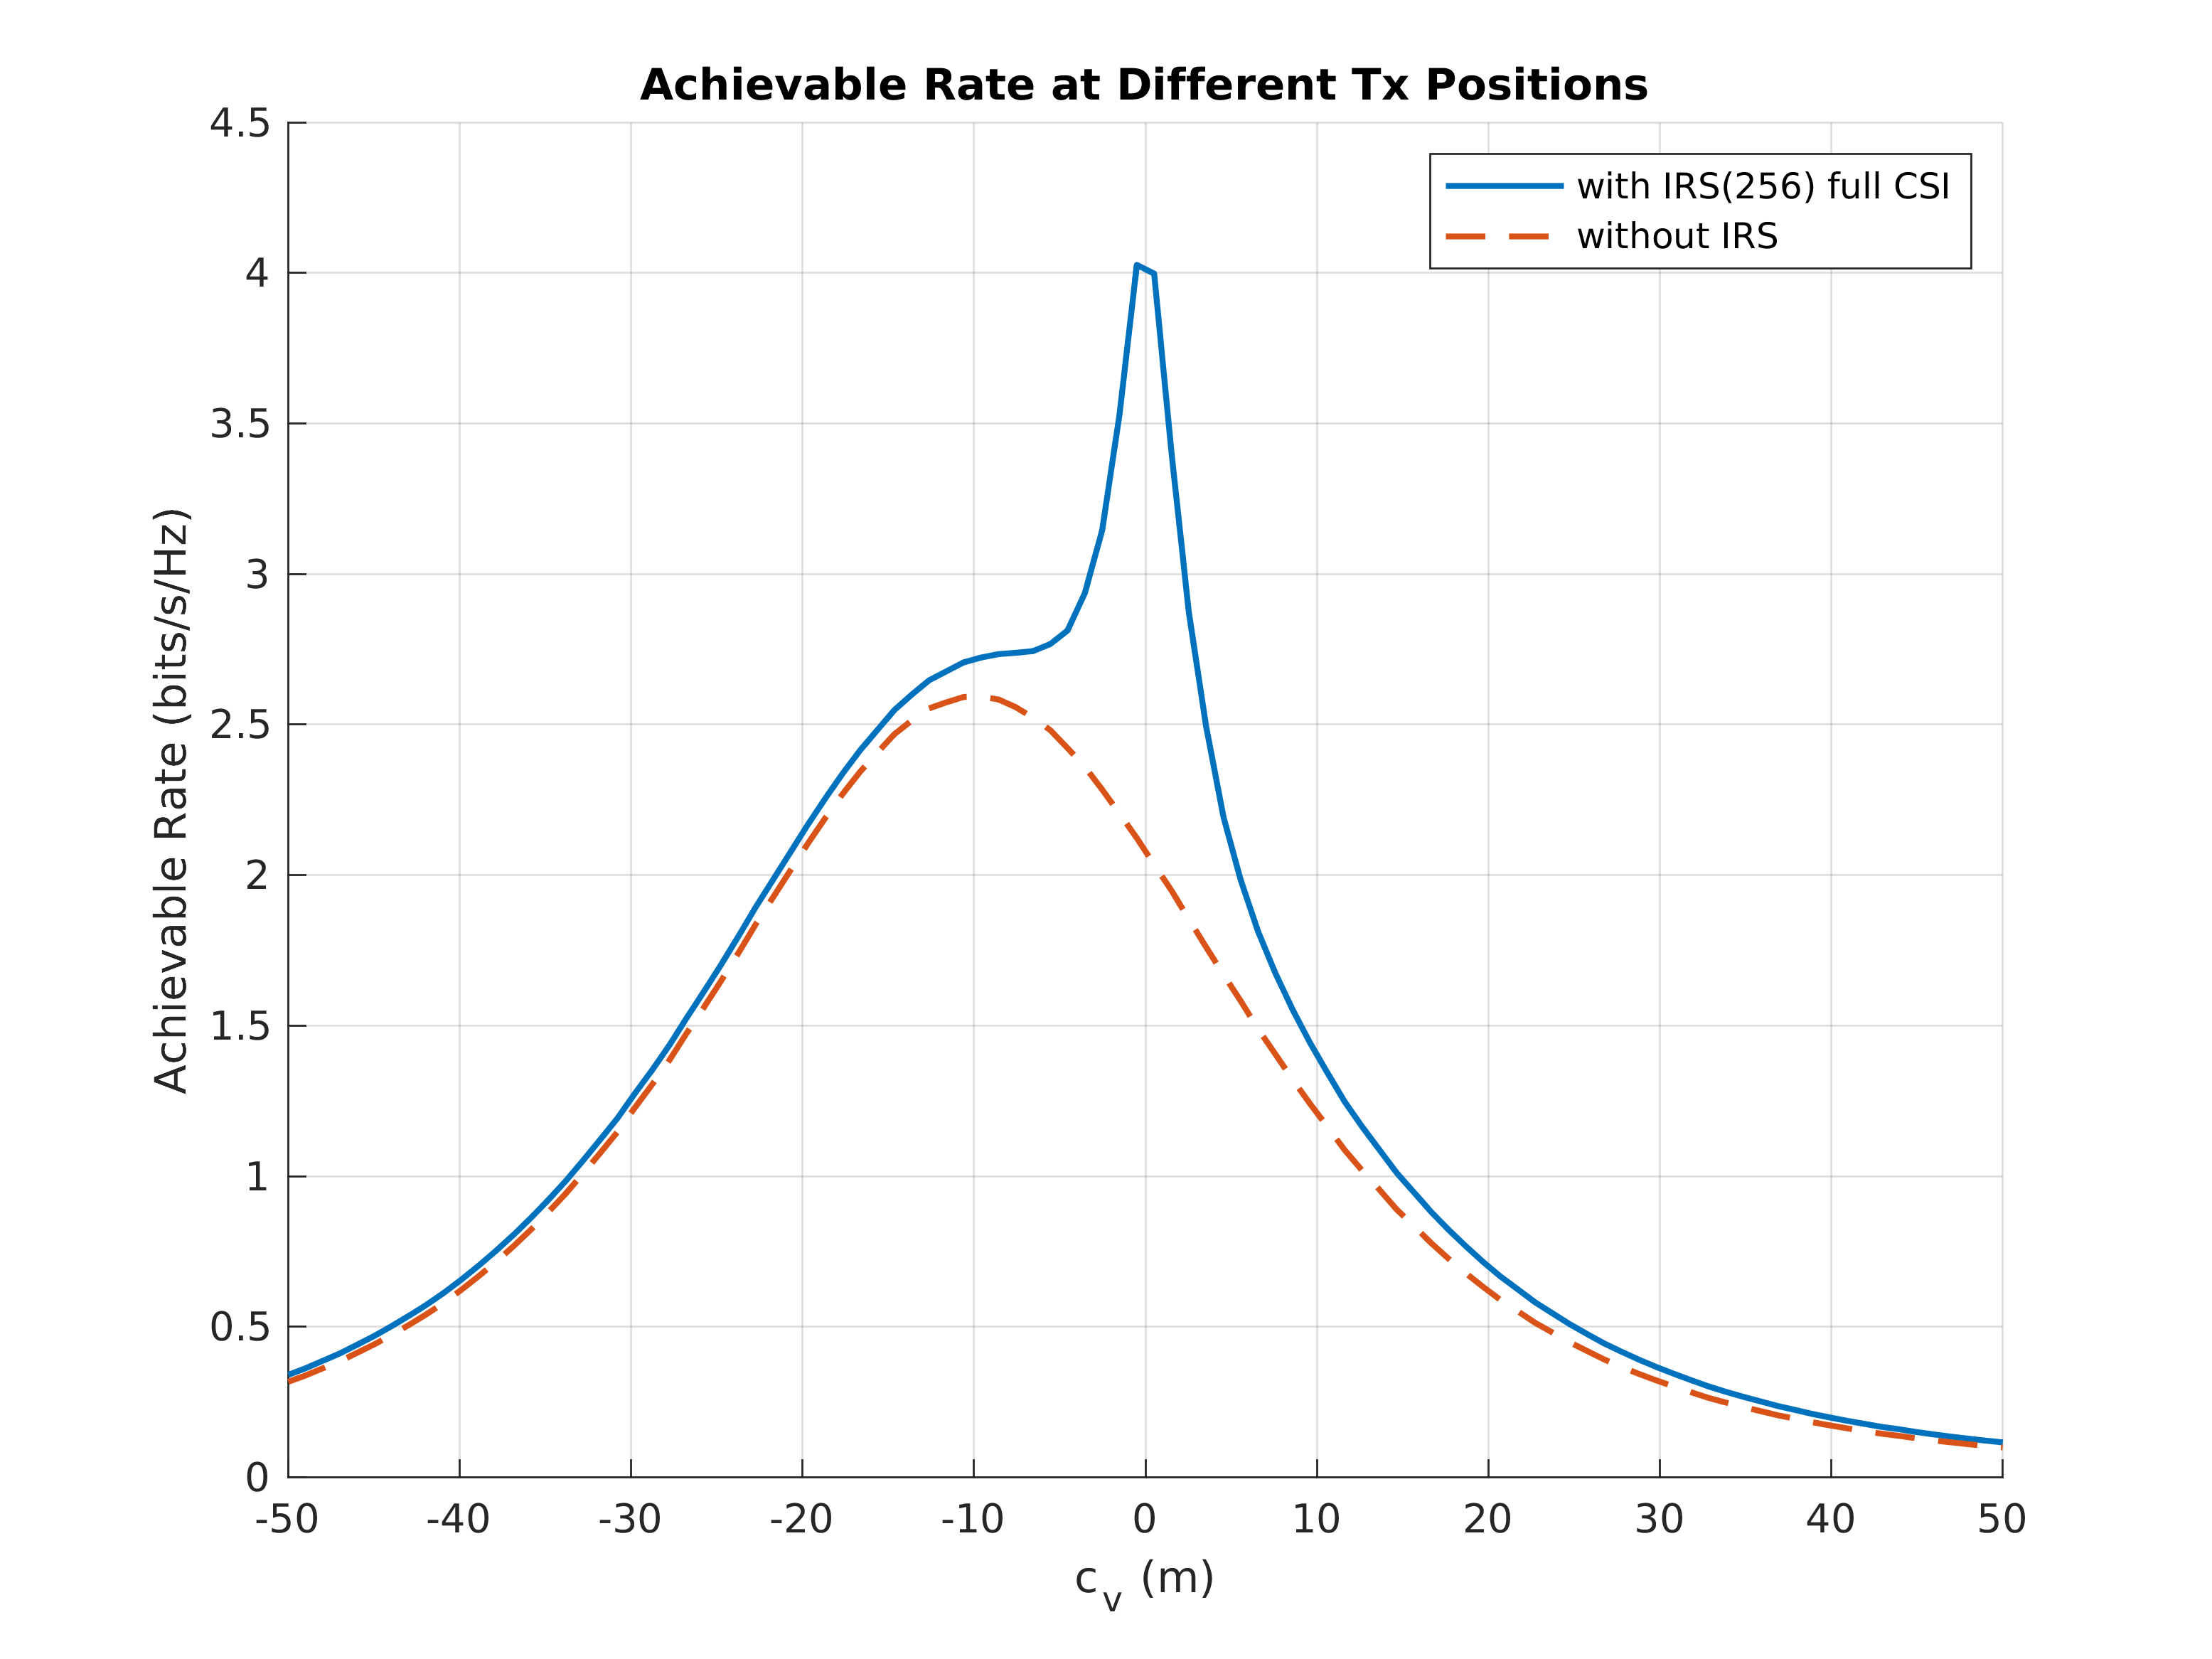 Achievable Rate at Different Tx Positions
4.5
4
3.5
3
2.5
2
1.5
1
0.5
0
Achievable Rate (bits/s/Hz)
with IRS(256) full CSI
without IRS
-50 -40 -30 -20 -10 0 10 20 30 40 50
c_v (m)